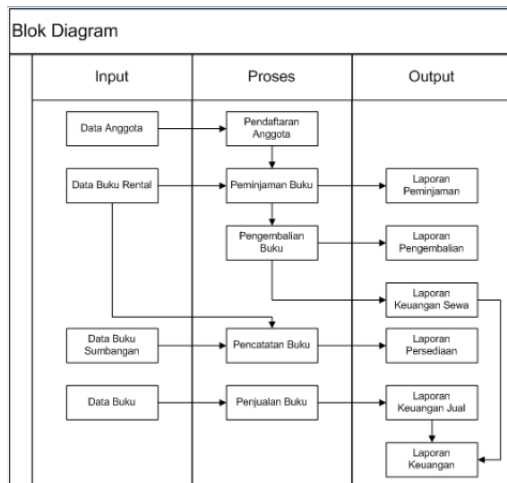 Blok Diagram
Input
Proses
Output
Data Anggota
Pendaftaran
Anggota
Data Buku Rental
Peminjaman Buku
Laporan
Peminjaman
Pengembalian
Buku
Laporan
Pengembalian
Laporan
Keuangan Sewa
Data Buku
Sumbangan
Pencatatan Buku
Laporan
Persediaan
Data Buku
Penjualan Buku
Laporan
Keuangan Jual
Laporan
Keuangan